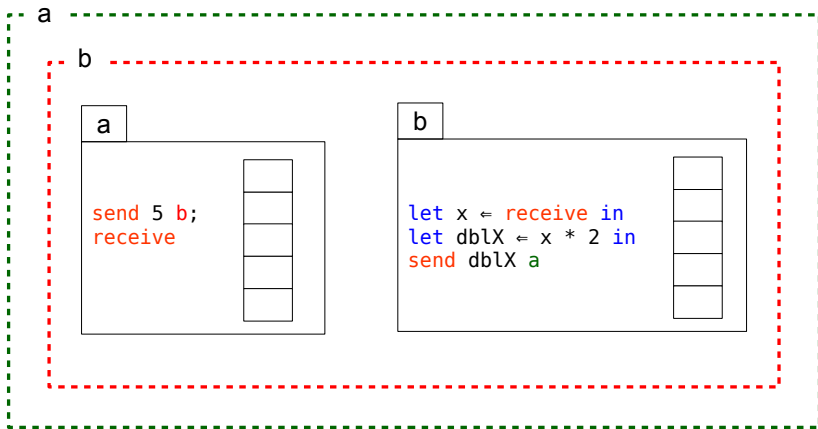 a
b
a
b
send 5 b;
receive
let x ⇐ receive in
let dblX ⇐ x * 2 in
send dblX a